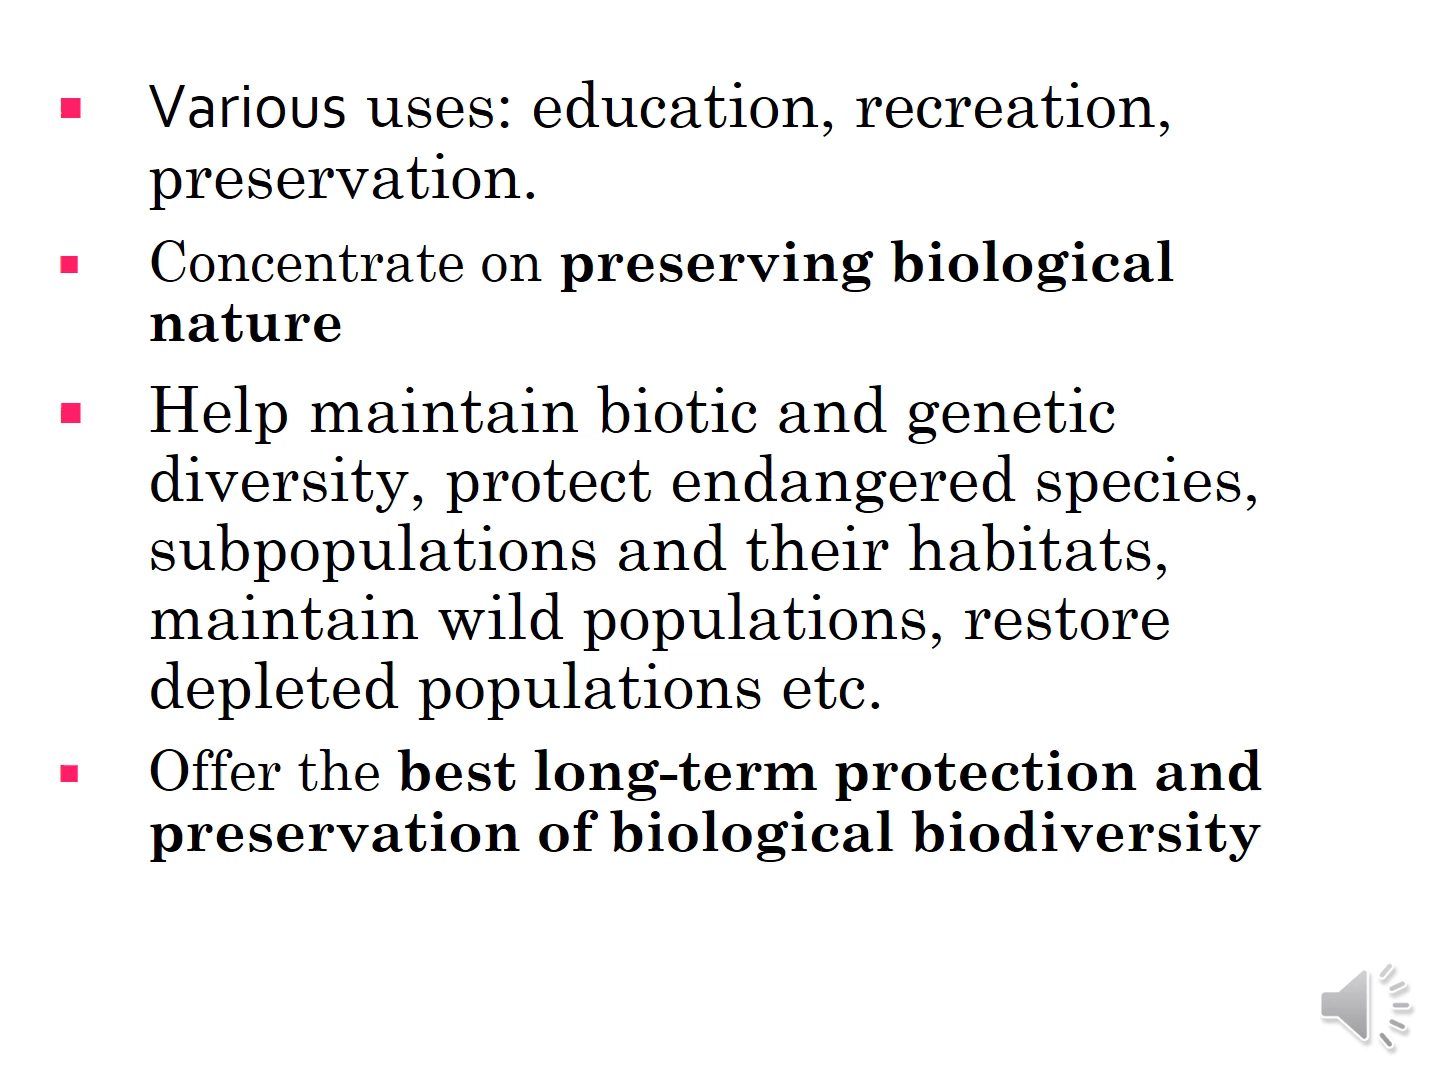 Various uses: education, recreation,
preservation.
Concentrate on preserving biological
nature
Help maintain biotic and genetic
diversity, protect endangered species,
subpopulations and their habitats,
maintain wild populations, restore
depleted populations etc.
Offer the best long-term protection and
preservation of biological biodiversity